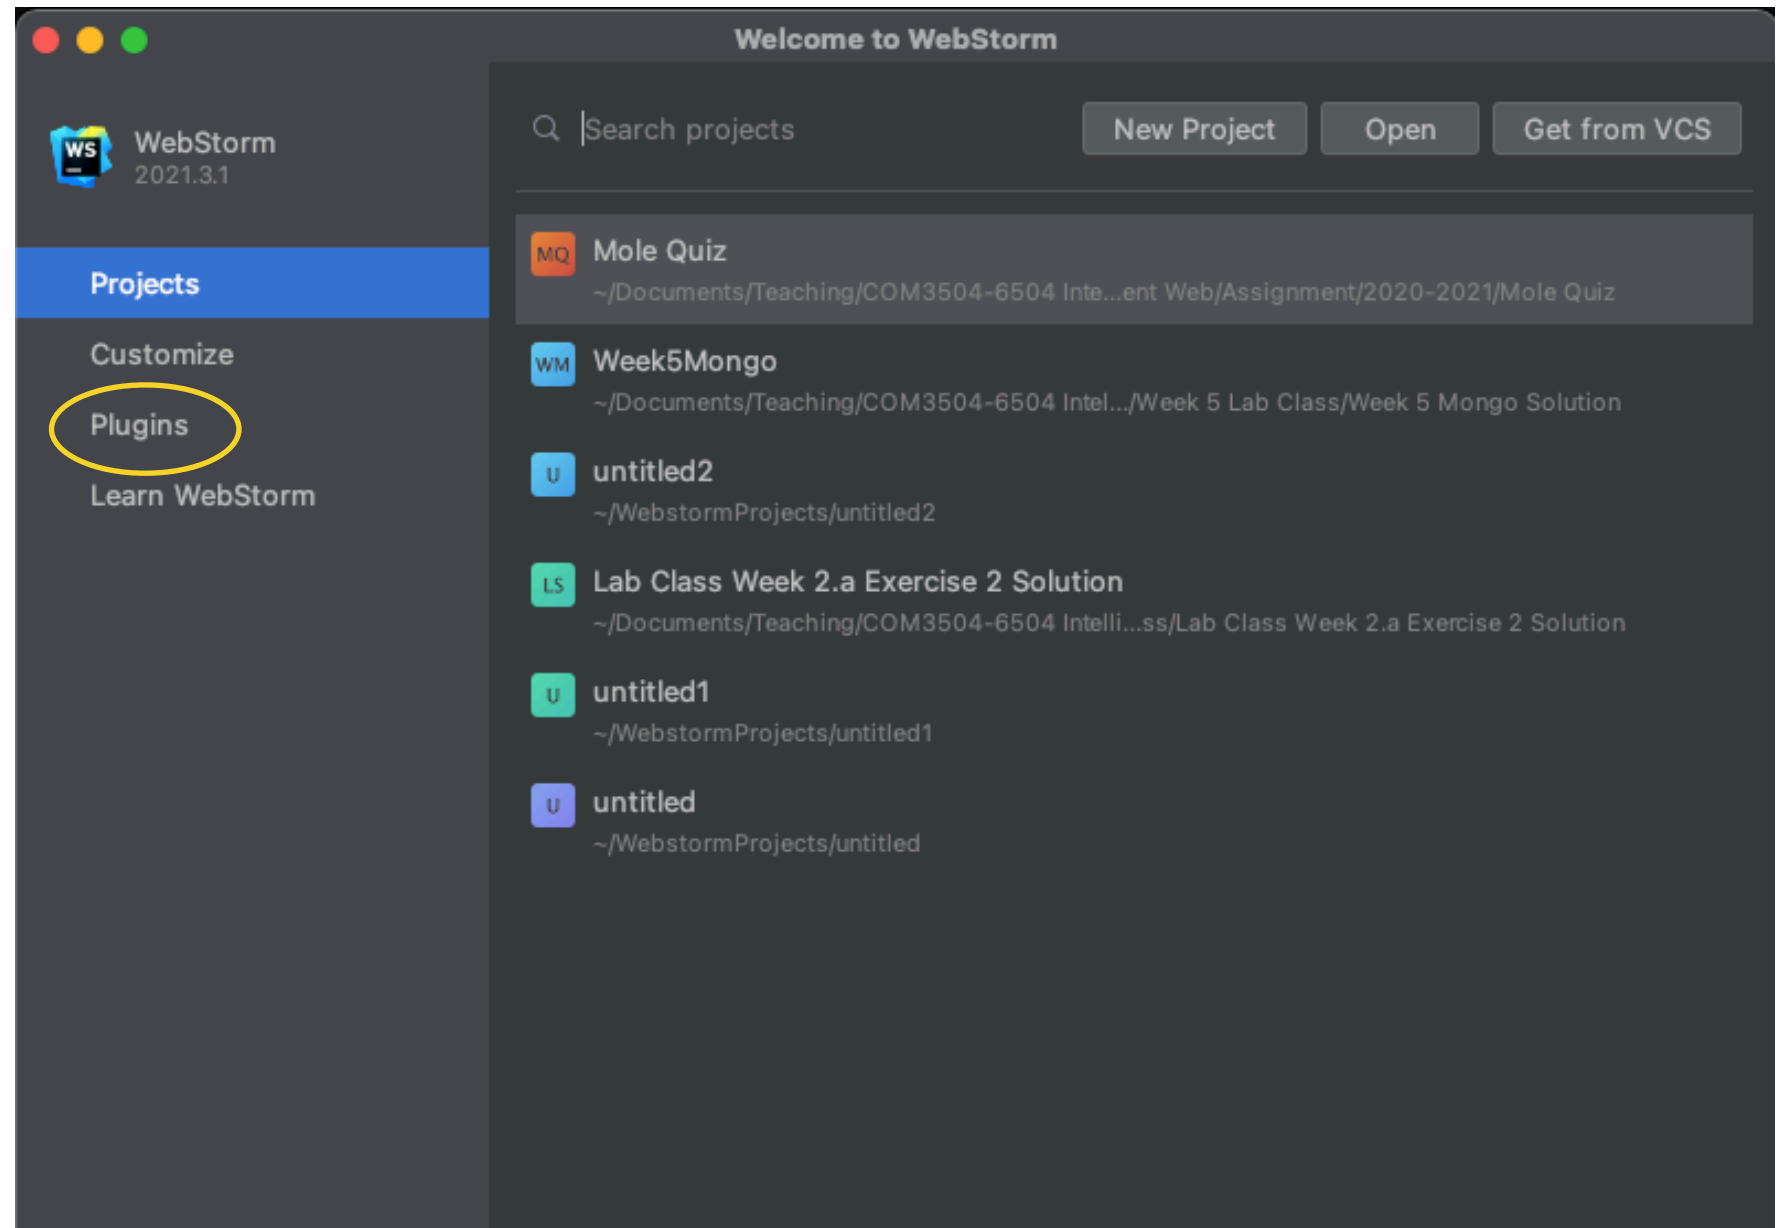 Welcome to WebStorm
WS
WebStorm
2021.3.1
Projects
Customize
Plugins
Learn WebStorm
Search projects
New Project
Open
Get from VCS
MQ
Mole Quiz
~/Documents/Teaching/COM3504-6504 Inte...ent Web/Assignment/2020-2021/Mole Quiz
WM
Week5Mongo
~/Documents/Teaching/COM3504-6504 Intel.../Week 5 Lab Class/Week 5 Mongo Solution
U
untitled2
~/WebstormProjects/untitled2
LS
Lab Class Week 2.a Exercise 2 Solution
~/Documents/Teaching/COM3504-6504 Intelli...ss/Lab Class Week 2.a Exercise 2 Solution
U
untitled1
~/WebstormProjects/untitled1
U
untitled
~/WebstormProjects/untitled